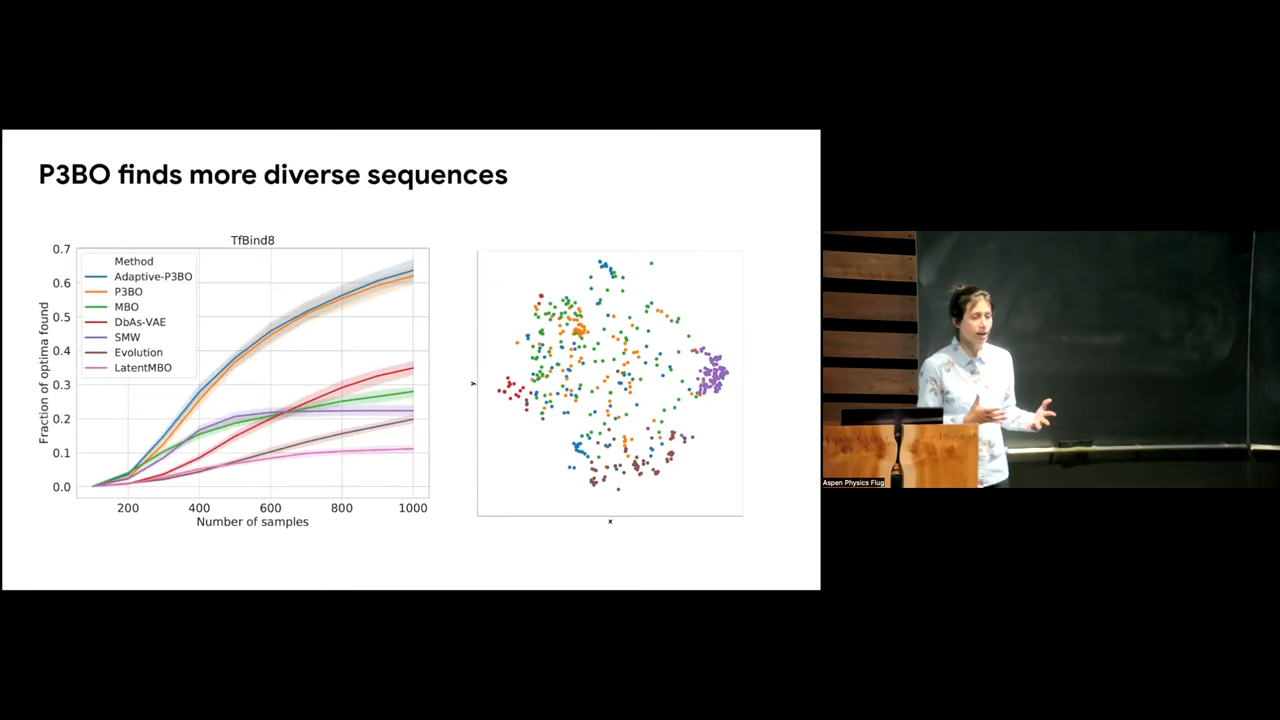 P3BO finds more diverse sequences
TfBind8
Fraction of optima found
0.7
0.6
0.5
0.4
0.3
0.2
0.1
0.0
Method
Adaptive-P3BO
P3BO
MBO
DbAs-VAE
SMW
Evolution
LatentMBO
200
400
600
800
1000
Number of samples
y
x
Aspen Physics Flug